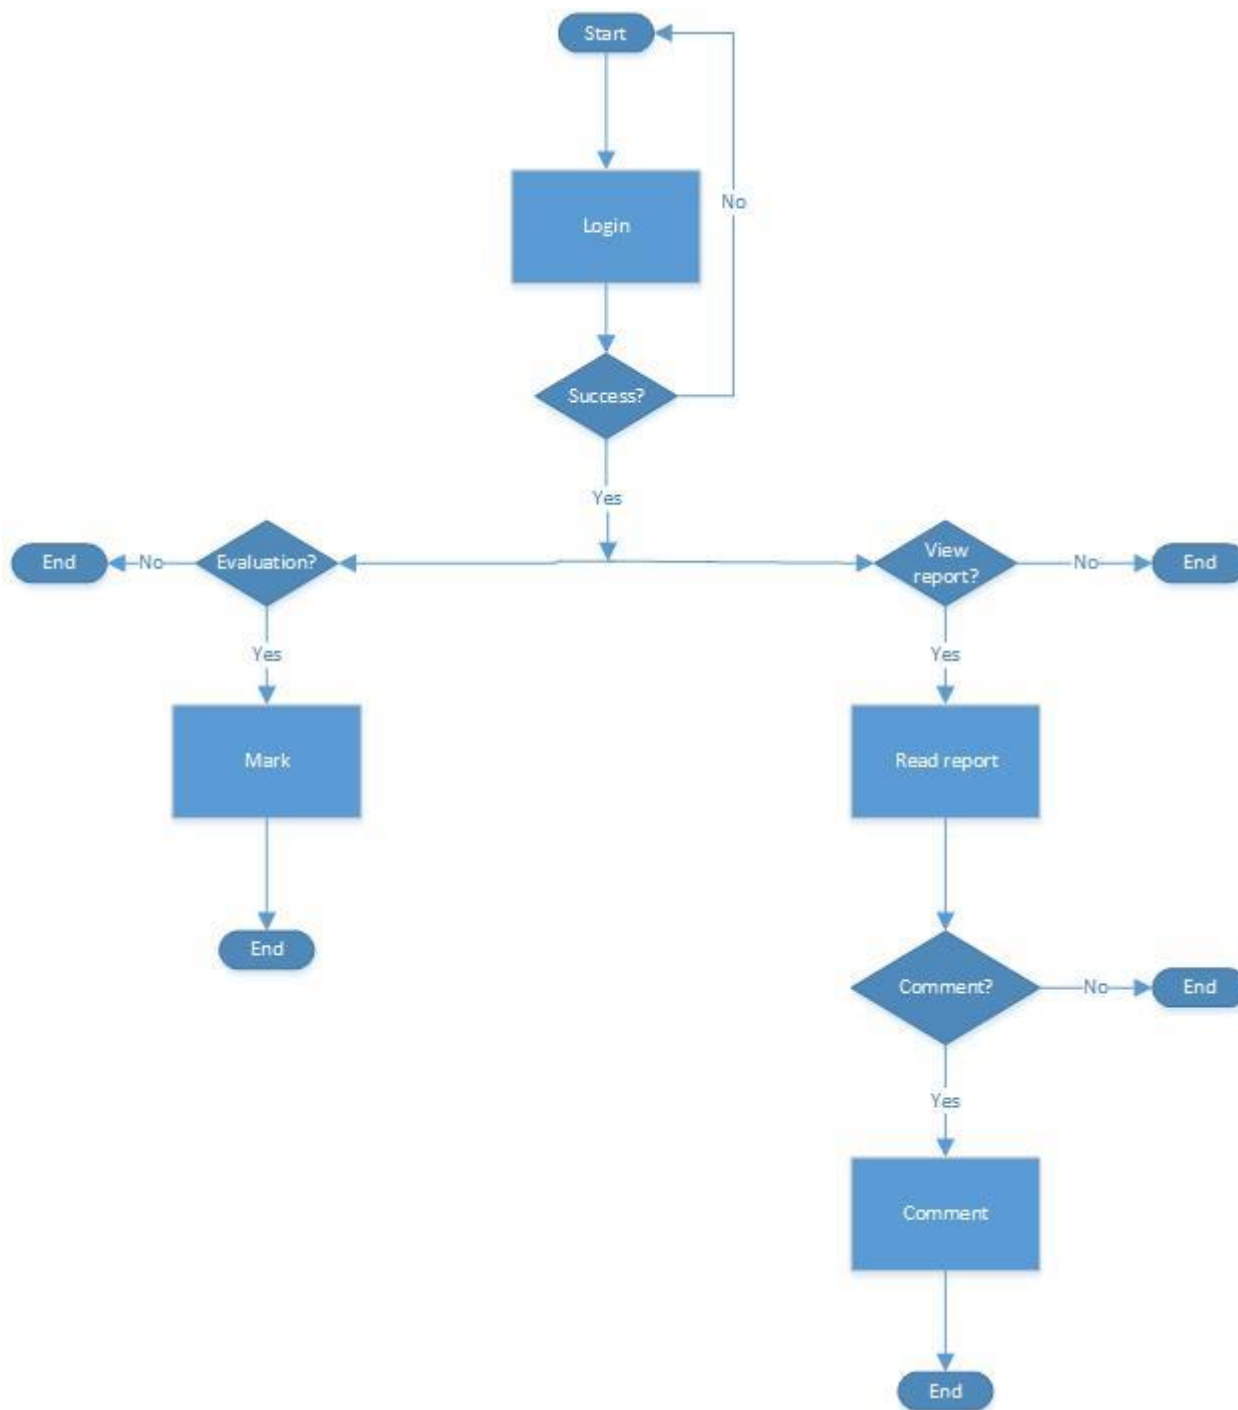 Start
No
Login
Success?
Yes
End
No
Evaluation?
View
report?
No
End
Yes
Yes
Mark
Read report
End
Comment?
No
End
Yes
Comment
End